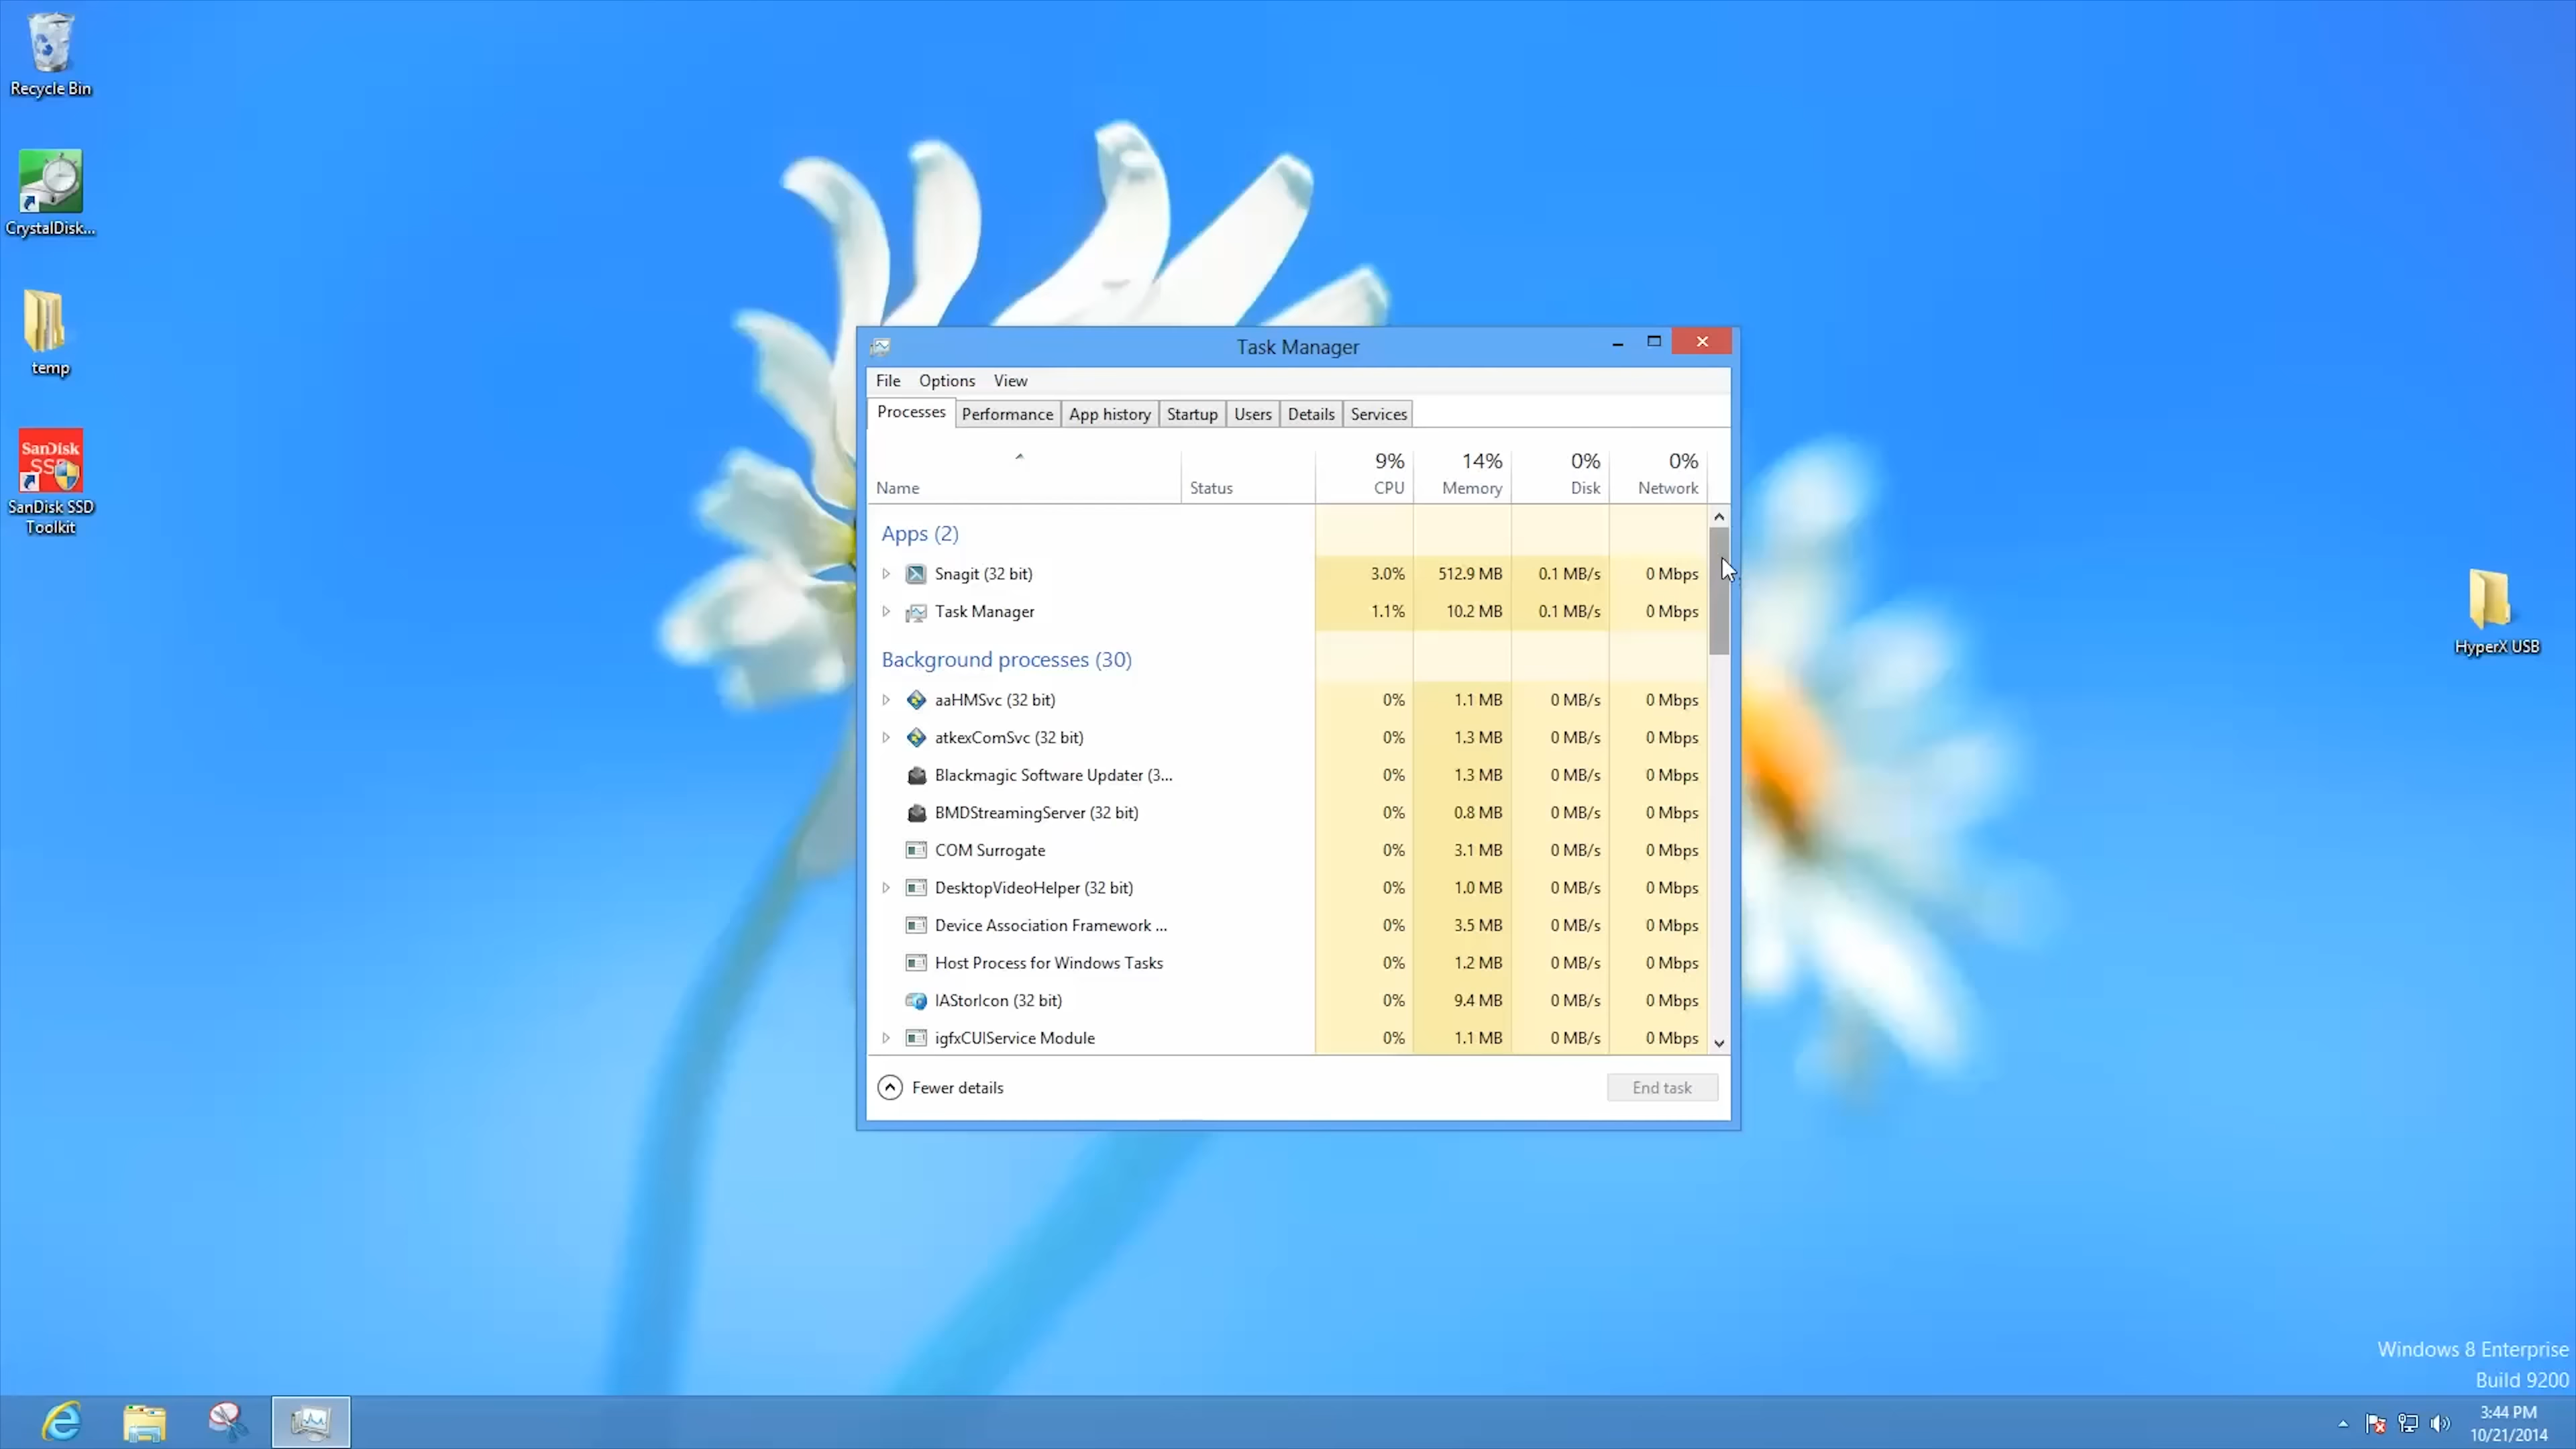 Recycle Bin
CrystalDisk...
temp
SanDisk
SSD
SanDisk SSD
Toolkit
Task Manager
File Options View
Processes Performance App history Startup Users Details Services
9% 14% 0% 0%
Name Status CPU Memory Disk Network
Apps (2)
Snagit (32 bit) 3.0% 512.9 MB 0.1 MB/s 0 Mbps
Task Manager 1.1% 10.2 MB 0.1 MB/s 0 Mbps
Background processes (30)
aaHMSvc (32 bit) 0% 1.1 MB 0 MB/s 0 Mbps
atkexComSvc (32 bit) 0% 1.3 MB 0 MB/s 0 Mbps
Blackmagic Software Updater (3... 0% 1.3 MB 0 MB/s 0 Mbps
BMDStreamingServer (32 bit) 0% 0.8 MB 0 MB/s 0 Mbps
COM Surrogate 0% 3.1 MB 0 MB/s 0 Mbps
DesktopVideoHelper (32 bit) 0% 1.0 MB 0 MB/s 0 Mbps
Device Association Framework ... 0% 3.5 MB 0 MB/s 0 Mbps
Host Process for Windows Tasks 0% 1.2 MB 0 MB/s 0 Mbps
IAStorIcon (32 bit) 0% 9.4 MB 0 MB/s 0 Mbps
igfxCUIService Module 0% 1.1 MB 0 MB/s 0 Mbps
Fewer details End task
HyperX USB
Windows 8 Enterprise
Build 9200
3:44 PM
10/21/2014